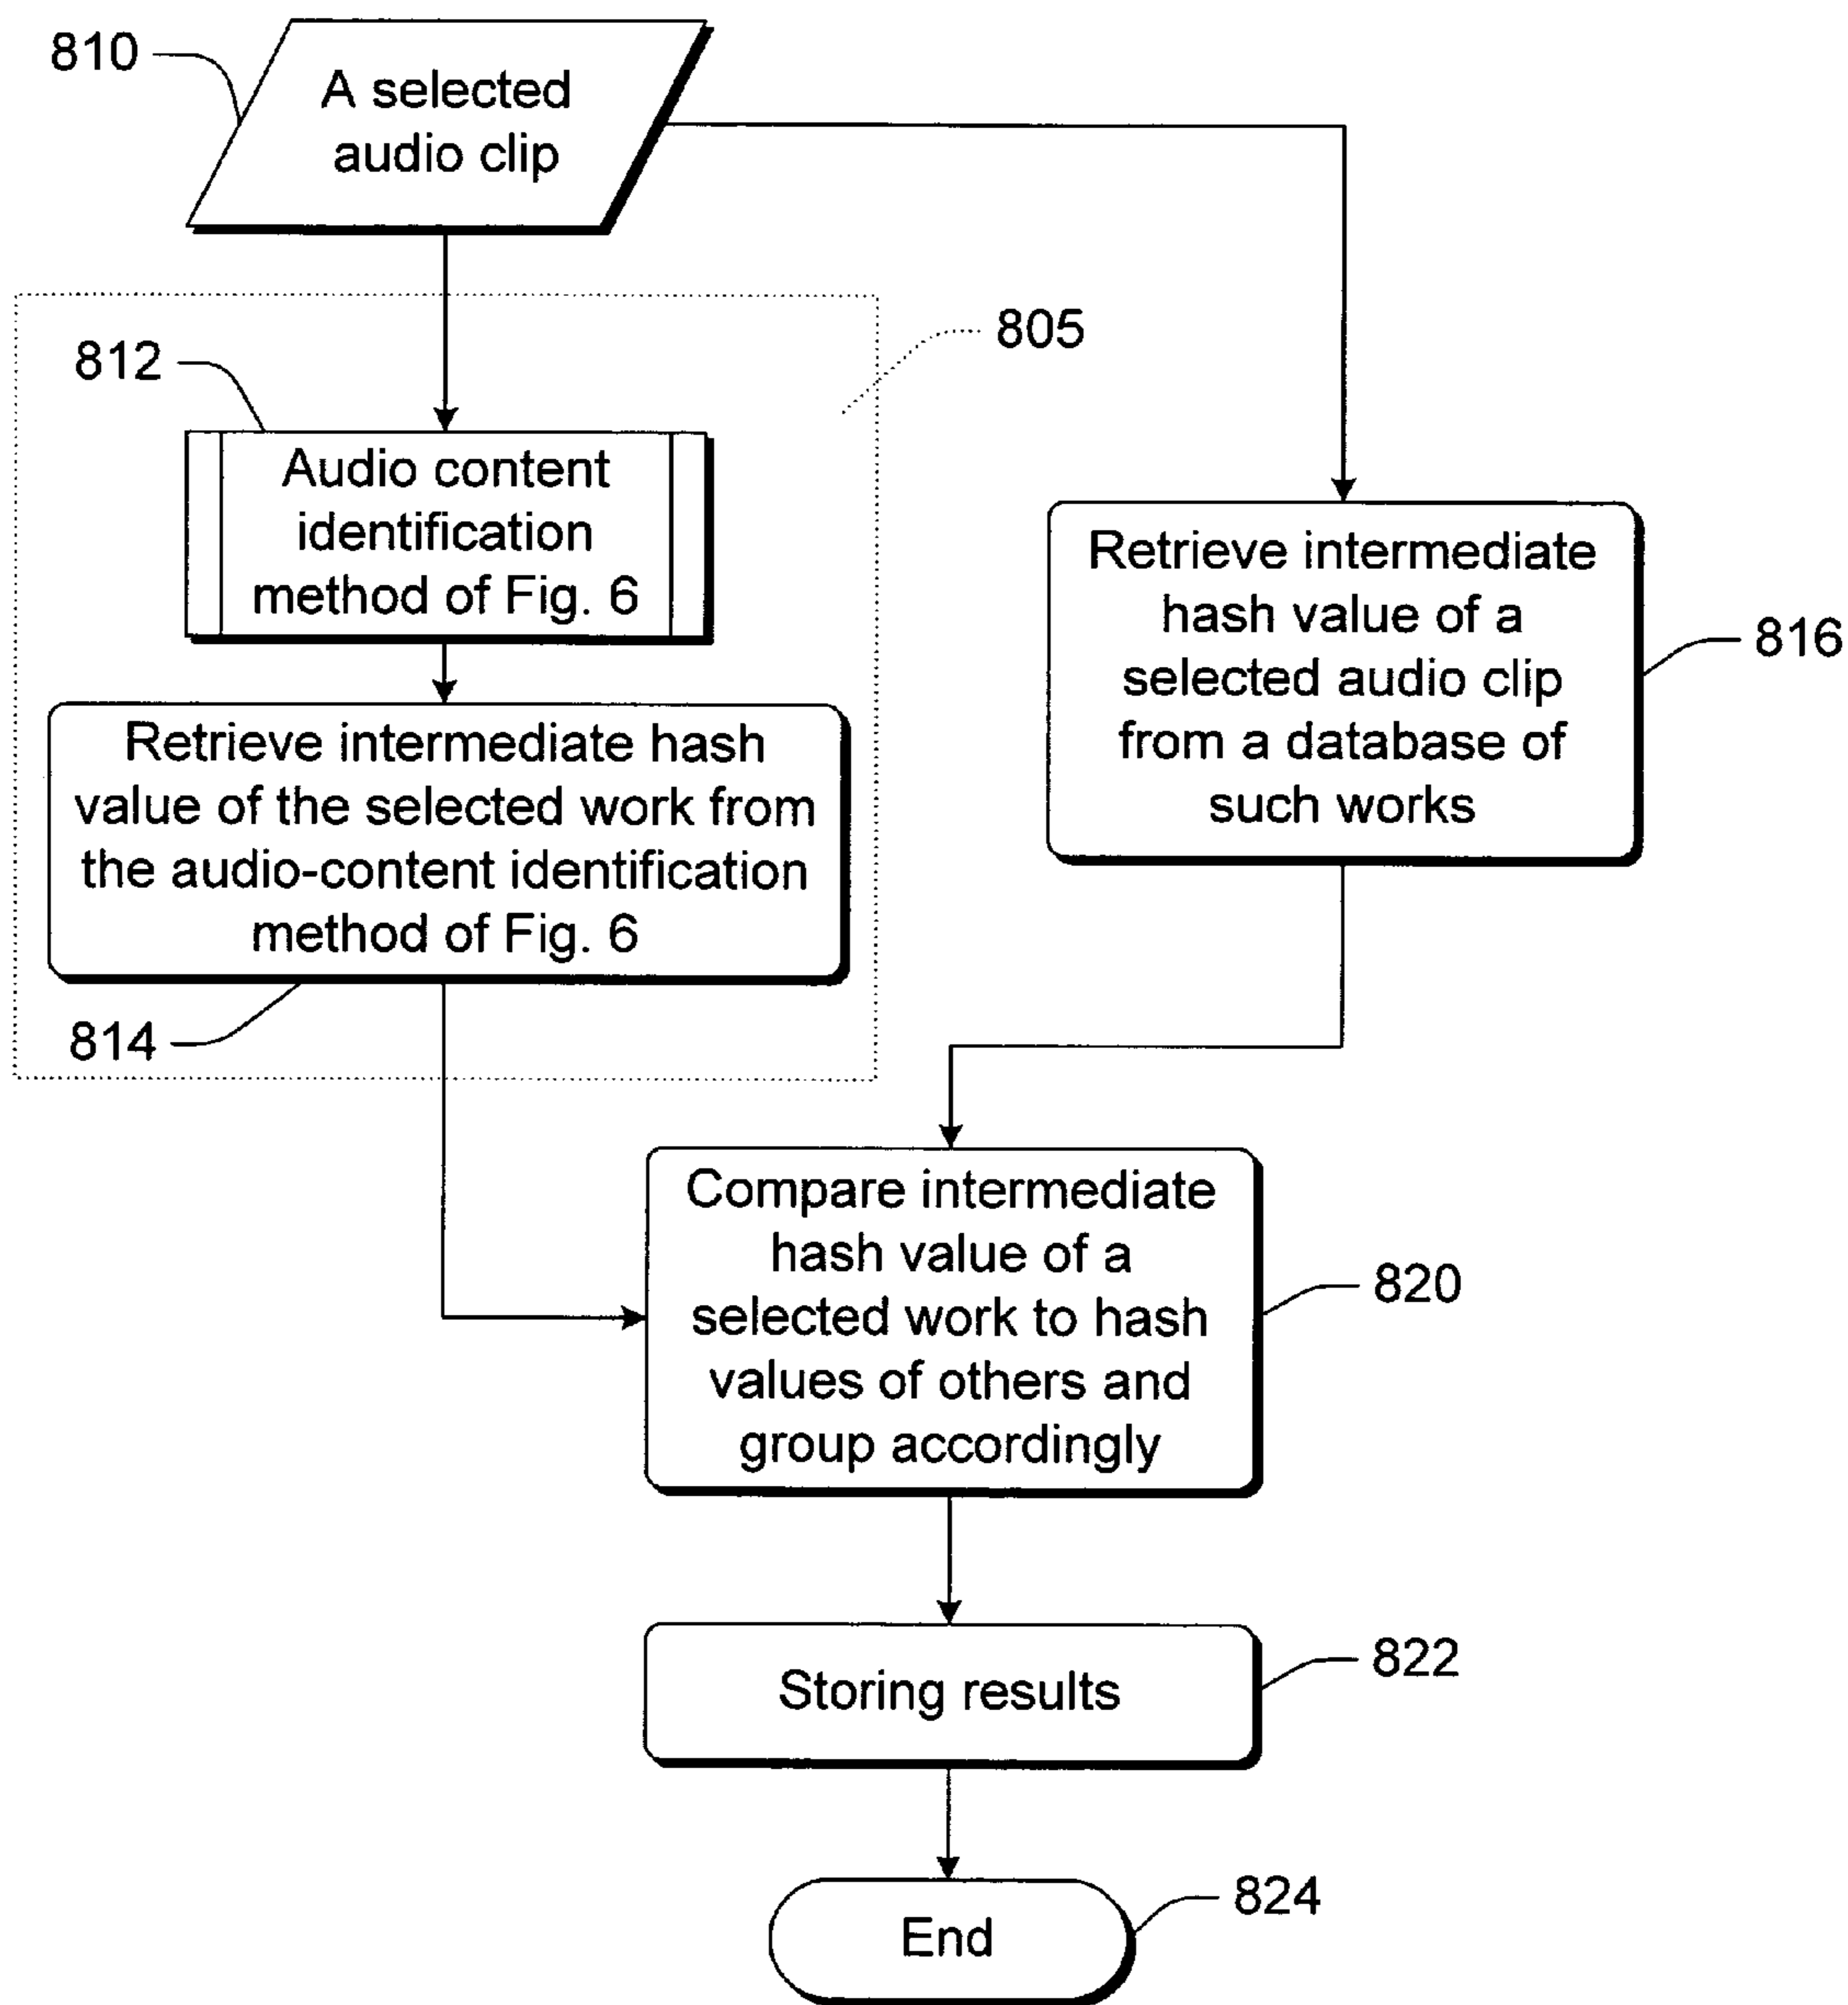 810
A selected
audio clip
805
812
Audio content
identification
method of Fig. 6
Retrieve intermediate hash
value of the selected work from
the audio-content identification
method of Fig. 6
814
Retrieve intermediate
hash value of a
selected audio clip
from a database of
such works
816
Compare intermediate
hash value of a
selected work to hash
values of others and
group accordingly
820
Storing results
822
End
824